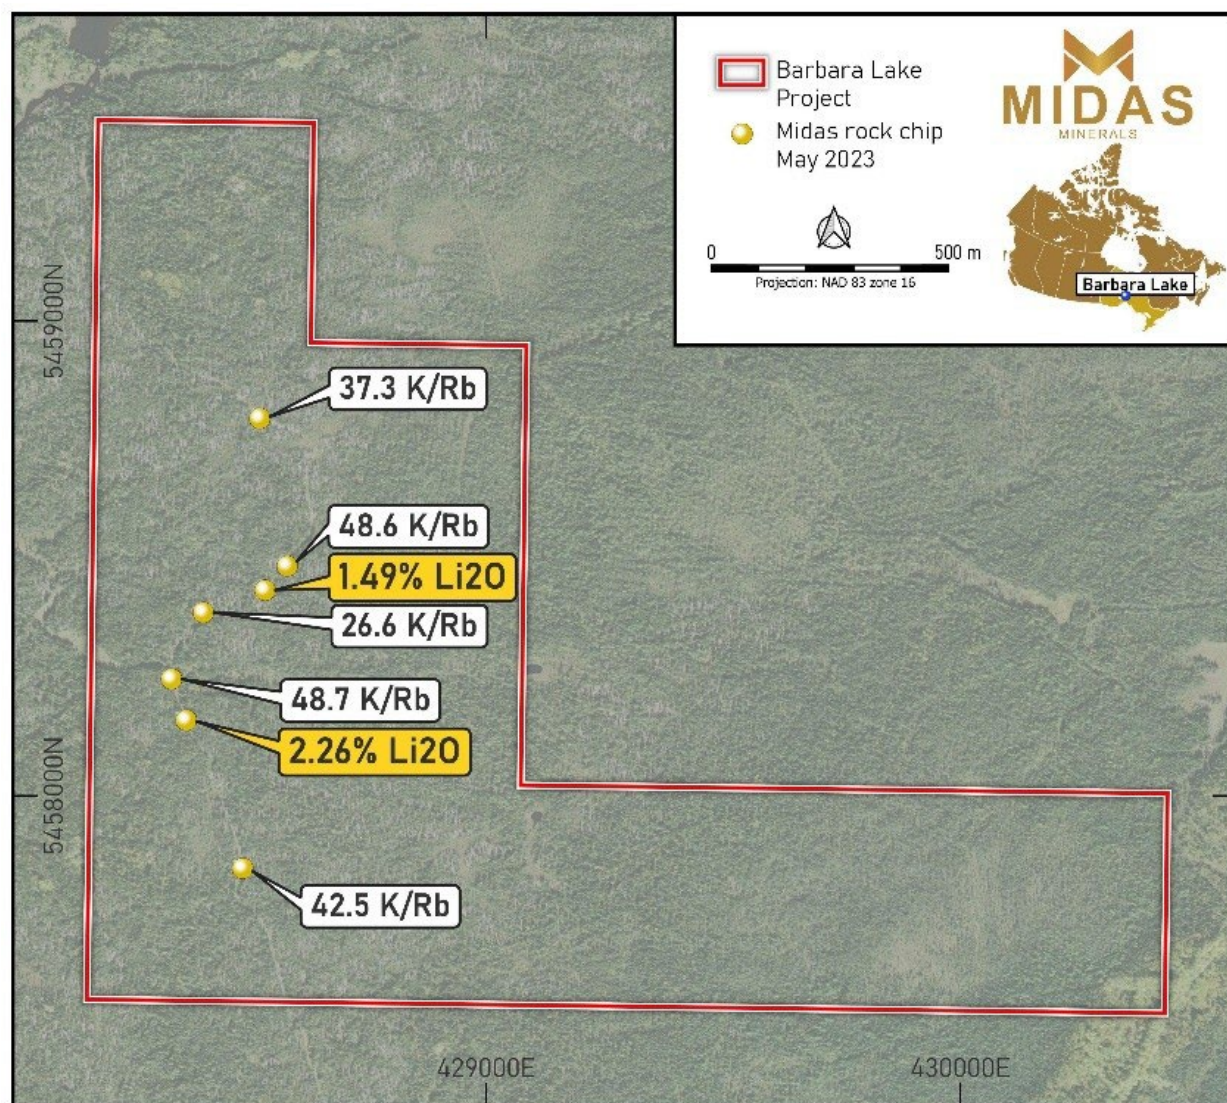 Barbara Lake
Project
Midas rock chip
May 2023
0 500 m
Projection: NAD 83 zone 16
MIDAS
MINERALS
Barbara Lake
5459000N
37.3 K/Rb
48.6 K/Rb
1.49% Li2O
26.6 K/Rb
48.7 K/Rb
2.26% Li2O
5458000N
42.5 K/Rb
429000E
430000E